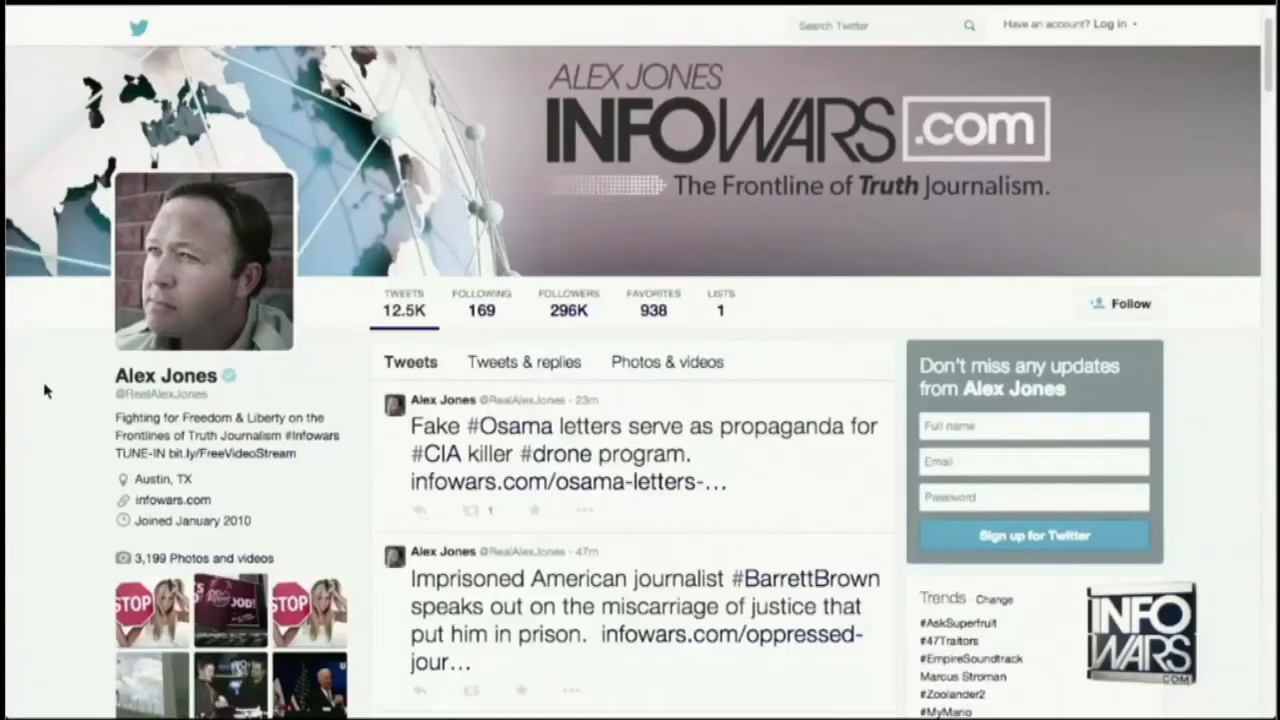 Search Twitter
Have an account? Log in
ALEX JONES
INFOWARS.com
The Frontline of Truth Journalism.
TWEETS
12.5K
FOLLOWING
169
FOLLOWERS
296K
FAVORITES
938
LISTS
1
Follow
Alex Jones
@RealAlexJones
Fighting for Freedom & Liberty on the
Frontlines of Truth Journalism #Infowars
TUNE-IN bit.ly/FreeVideoStream
Austin, TX
infowars.com
Joined January 2010
3,199 Photos and videos
STOP
STOP
Tweets
Tweets & replies
Photos & videos
Alex Jones @RealAlexJones · 23m
Fake #Osama letters serve as propaganda for
#CIA killer #drone program.
infowars.com/osama-letters-…
1
Alex Jones @RealAlexJones · 47m
Imprisoned American journalist #BarrettBrown
speaks out on the miscarriage of justice that
put him in prison. infowars.com/oppressed-
jour…
Don't miss any updates
from Alex Jones
Full name
Email
Password
Sign up for Twitter
Trends · Change
#AskSuperfruit
#47Traitors
#EmpireSoundtrack
Marcus Stroman
#Zoolander2
#MyMario
INFO
WARS
.COM